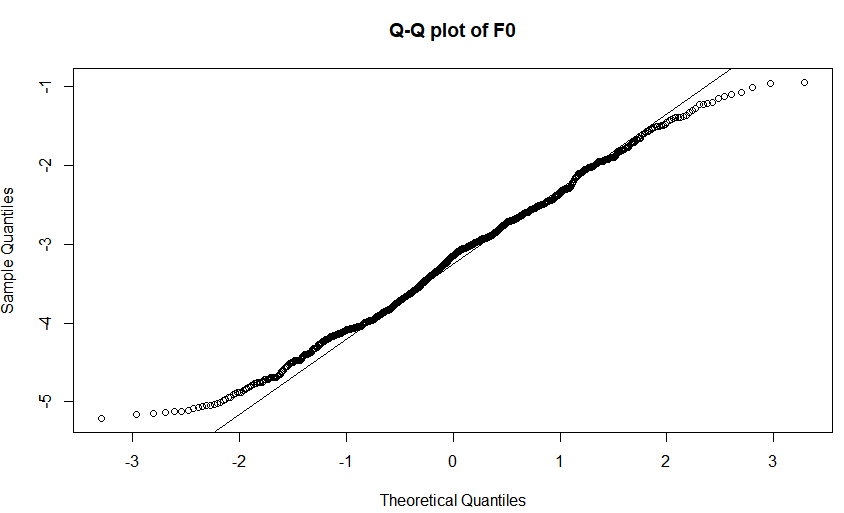 Q-Q plot of F0
Sample Quantiles
-1
-2
-3
-4
-5
-3 -2 -1 0 1 2 3
Theoretical Quantiles